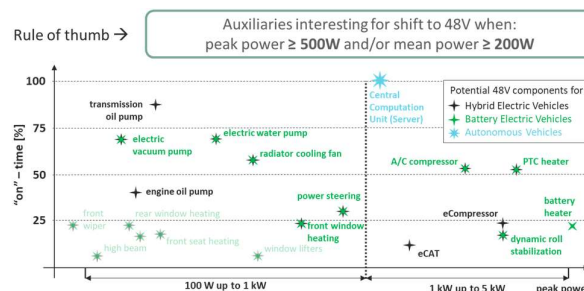 Rule of thumb →
Auxiliaries interesting for shift to 48V when:
peak power ≥ 500W and/or mean power ≥ 200W
"on" – time [%]
100
75
50
25
transmission
oil pump
electric
vacuum pump
electric water pump
radiator cooling fan
engine oil pump
power steering
front
wiper
rear window heating
high beam
front seat heating
front window
heating
window lifters
Central
Computation
Unit (Server)
Potential 48V components for
Hybrid Electric Vehicles
Battery Electric Vehicles
Autonomous Vehicles
A/C compressor
PTC heater
battery
heater
eCompressor
dynamic roll
stabilization
eCAT
100 W up to 1 kW
1 kW up to 5 kW
peak power